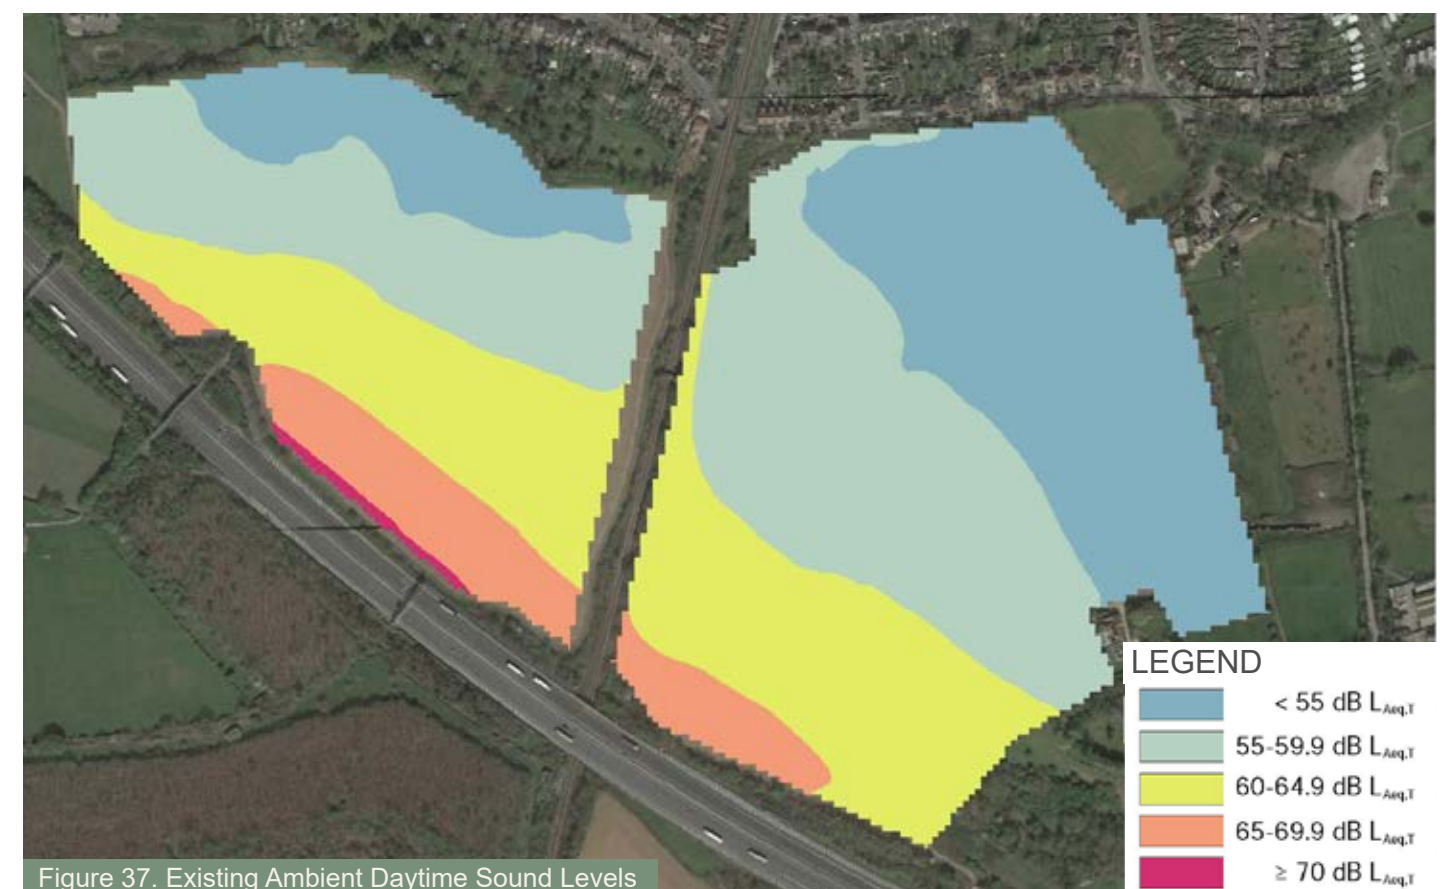 LEGEND
< 55 dB LAeq,T
55-59.9 dB LAeq,T
60-64.9 dB LAeq,T
65-69.9 dB LAeq,T
≥ 70 dB LAeq,T
Figure 37. Existing Ambient Daytime Sound Levels